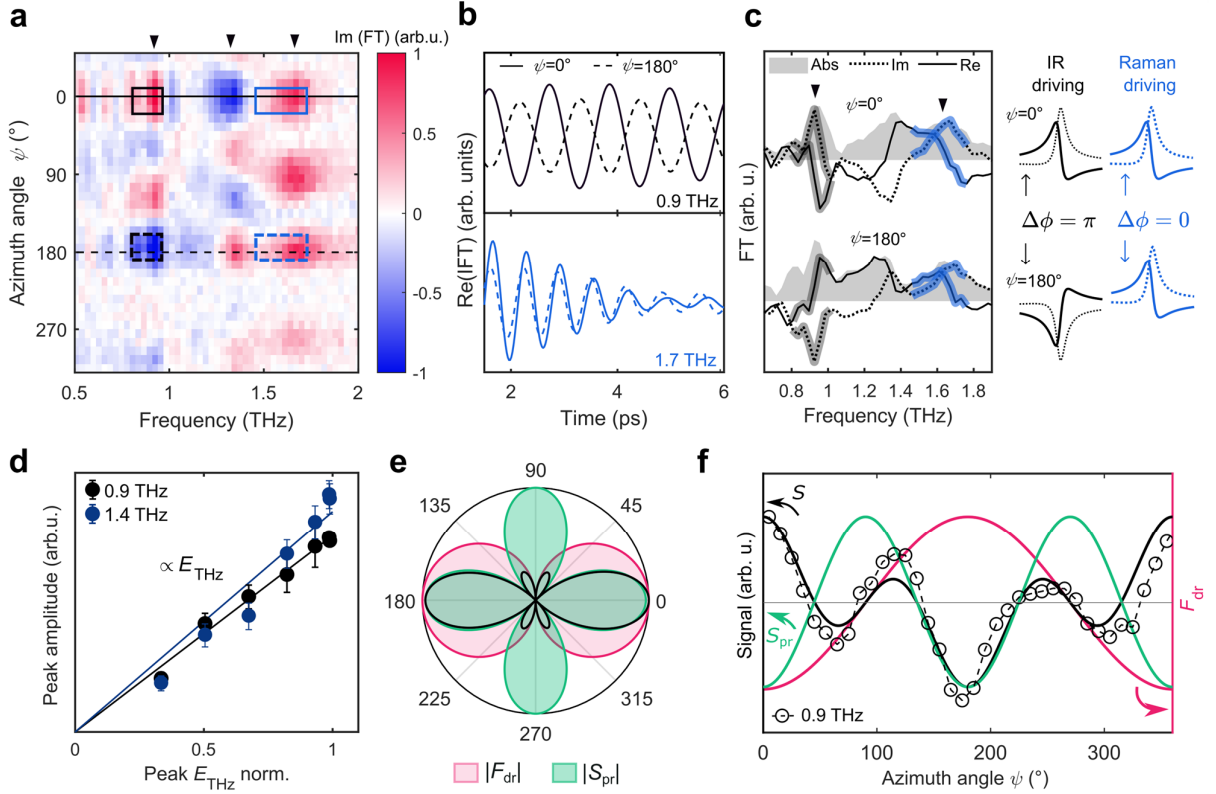 a
Im (FT) (arb.u.)
Azimuth angle ψ (°)
0
90
180
270
0.5
1
1.5
2
Frequency (THz)
1
0.5
0
-0.5
-1
b
ψ=0°
ψ=180°
0.9 THz
1.7 THz
Re(IFT) (arb. units)
2
4
6
Time (ps)
c
Abs
Im
Re
ψ=0°
ψ=180°
FT (arb. u.)
0.8
1
1.2
1.4
1.6
1.8
Frequency (THz)
IR driving
Raman driving
ψ=0°
Δϕ = π
Δϕ = 0
ψ=180°
d
0.9 THz
1.4 THz
∝ E_THz
Peak amplitude (arb.u.)
0
0.5
1
Peak E_THz norm.
e
90
45
0
315
270
225
180
135
|F_dr|
|S_pr|
f
S
S_pr
F_dr
0.9 THz
Signal (arb. u.)
0
100
200
300
Azimuth angle ψ (°)